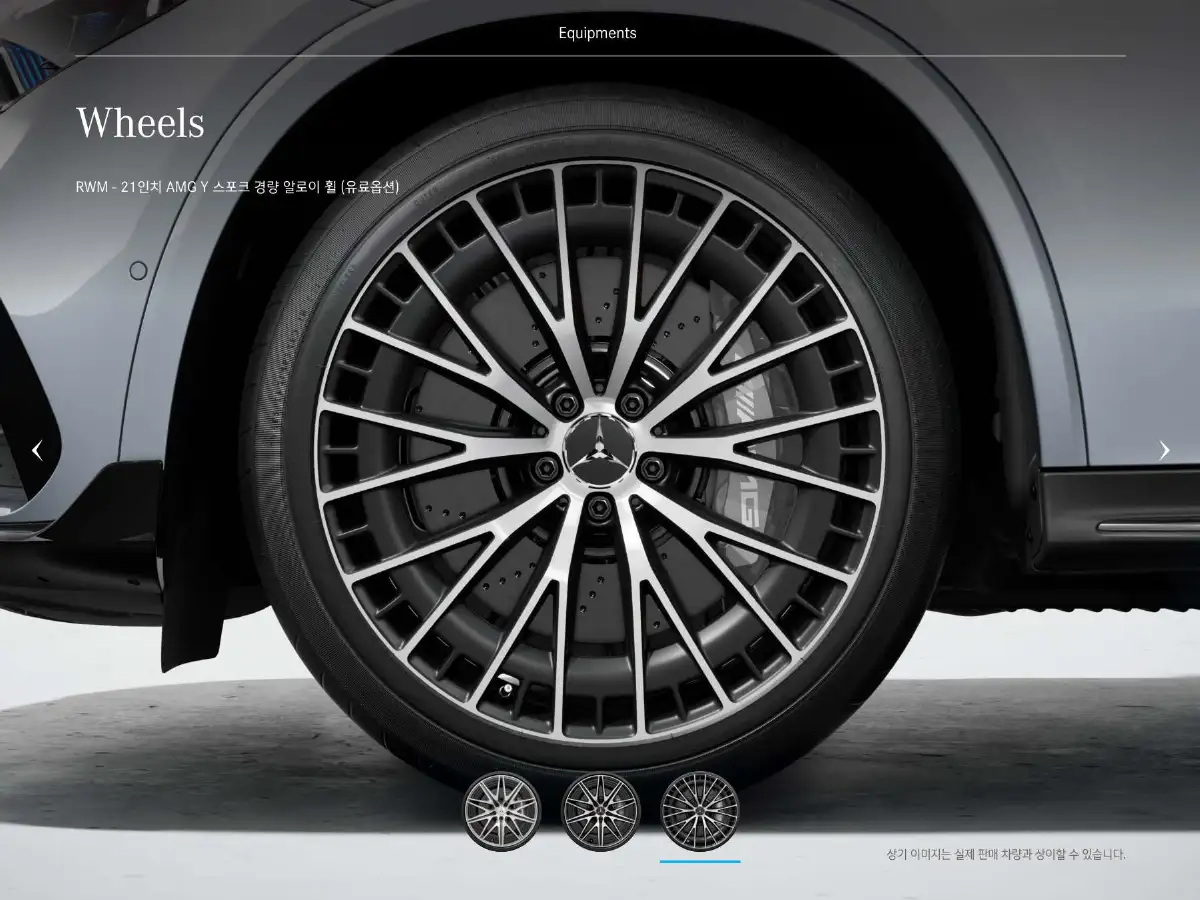 Equipments
Wheels
RWM - 21인치 AMG Y 스포크 경량 알로이 휠 (유료옵션)
AMG
상기 이미지는 실제 판매 차량과 상이할 수 있습니다.